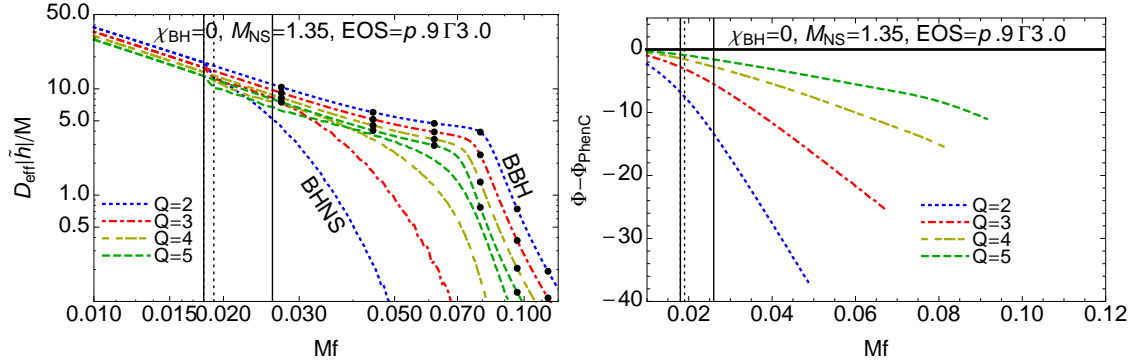 χBH=0, MNS=1.35, EOS=p.9Γ3.0
50.0
10.0
5.0
1.0
0.5
Deff|h̃|/M
BHNS
BBH
Q=2
Q=3
Q=4
Q=5
0.010 0.015 0.020 0.030 0.050 0.070 0.100
Mf
χBH=0, MNS=1.35, EOS=p.9Γ3.0
0
−10
−20
−30
−40
Φ−ΦPhenC
Q=2
Q=3
Q=4
Q=5
0.02 0.04 0.06 0.08 0.10 0.12
Mf